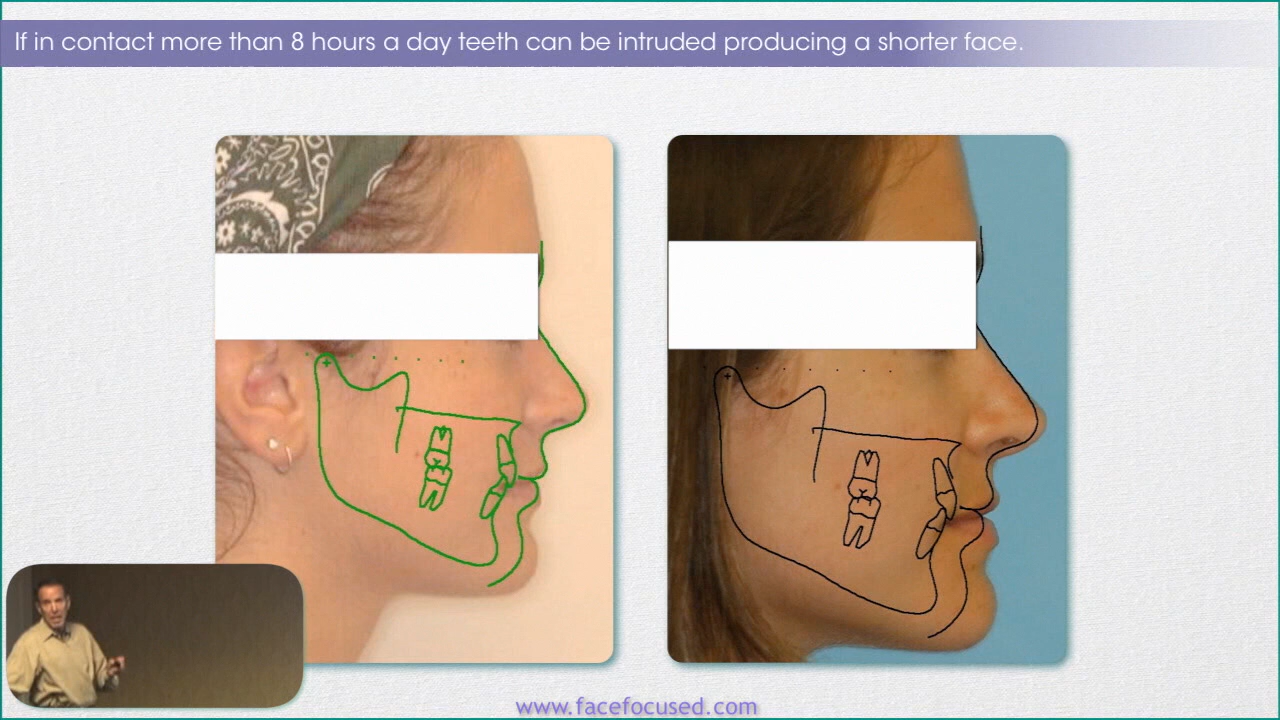 If in contact more than 8 hours a day teeth can be intruded producing a shorter face.
www.facefocused.com